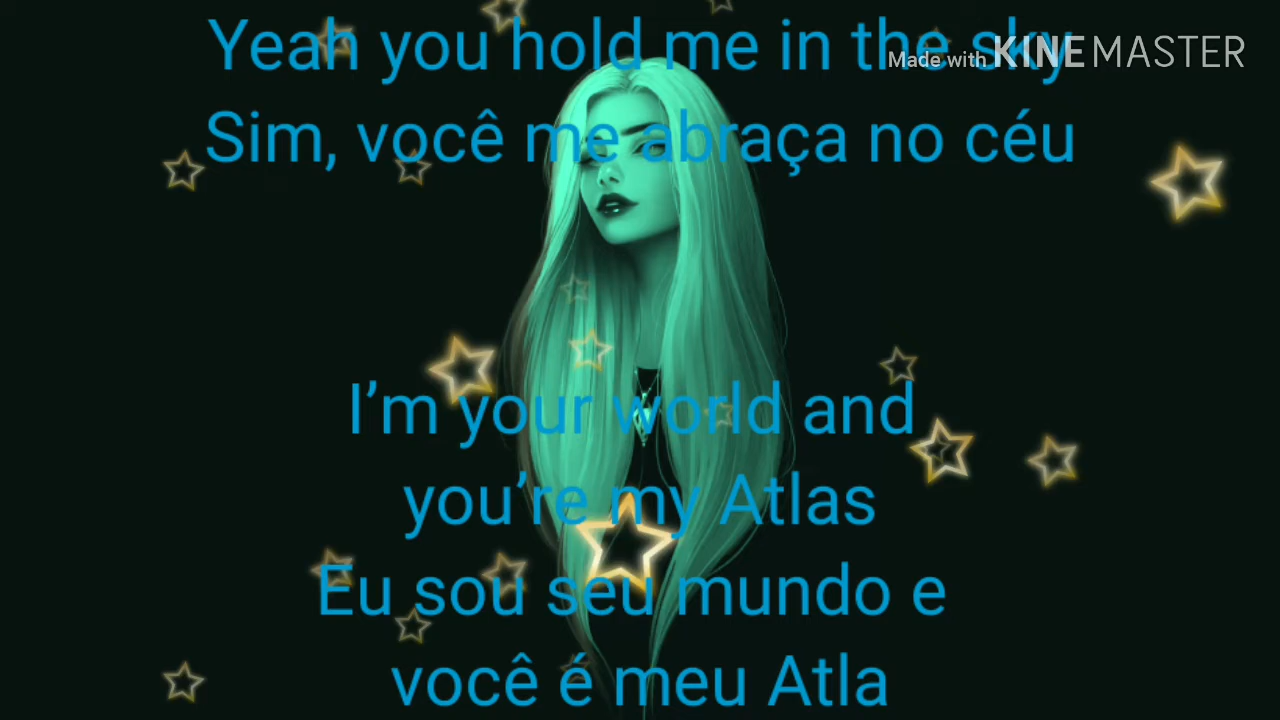 Yeah you hold me in the sky
Made with KINEMASTER
Sim, você me abraça no céu
I’m your world and
you’re my Atlas
Eu sou seu mundo e
você é meu Atla